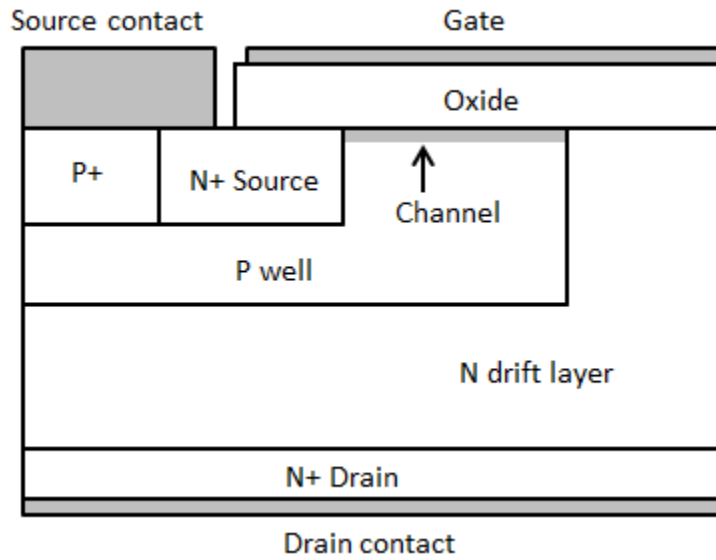 Source contact
Gate
Oxide
P+
N+ Source
Channel
P well
N drift layer
N+ Drain
Drain contact